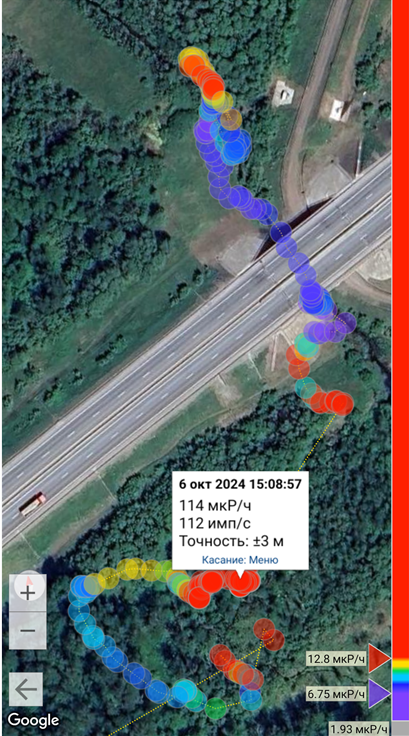 6 окт 2024 15:08:57
114 мкР/ч
112 имп/с
Точность: ±3 м
Касание: Меню
12.8 мкР/ч
6.75 мкР/ч
1.93 мкР/ч
Google